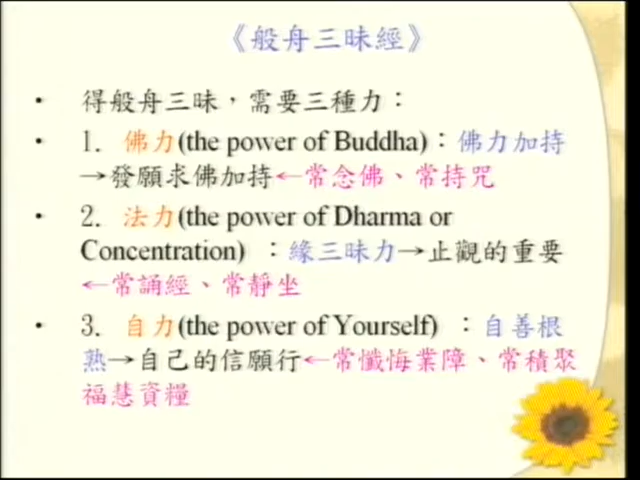 《般舟三昧經》
• 得般舟三昧，需要三種力：
• 1. 佛力(the power of Buddha)：佛力加持
→發願求佛加持←常念佛、常持咒
• 2. 法力(the power of Dharma or
Concentration) ：緣三昧力→止觀的重要
←常誦經、常靜坐
• 3. 自力(the power of Yourself) ：自善根
熟→自己的信願行←常懺悔業障、常積聚
福慧資糧